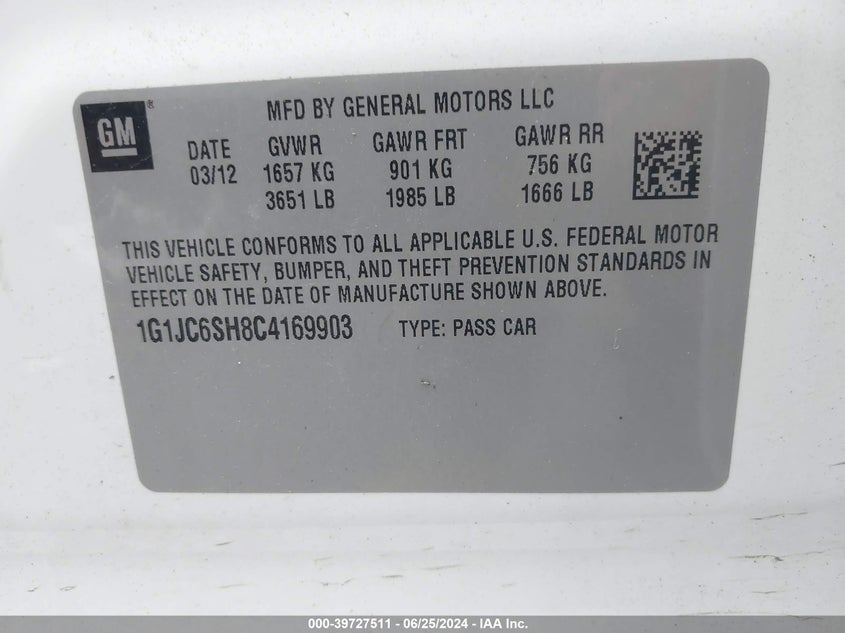 GM®
MFD BY GENERAL MOTORS LLC
DATE GVWR GAWR FRT GAWR RR
03/12 1657 KG 901 KG 756 KG
3651 LB 1985 LB 1666 LB
THIS VEHICLE CONFORMS TO ALL APPLICABLE U.S. FEDERAL MOTOR
VEHICLE SAFETY, BUMPER, AND THEFT PREVENTION STANDARDS IN
EFFECT ON THE DATE OF MANUFACTURE SHOWN ABOVE.
1G1JC6SH8C4169903 TYPE: PASS CAR
000-39727511 - 06/25/2024 - IAA Inc.